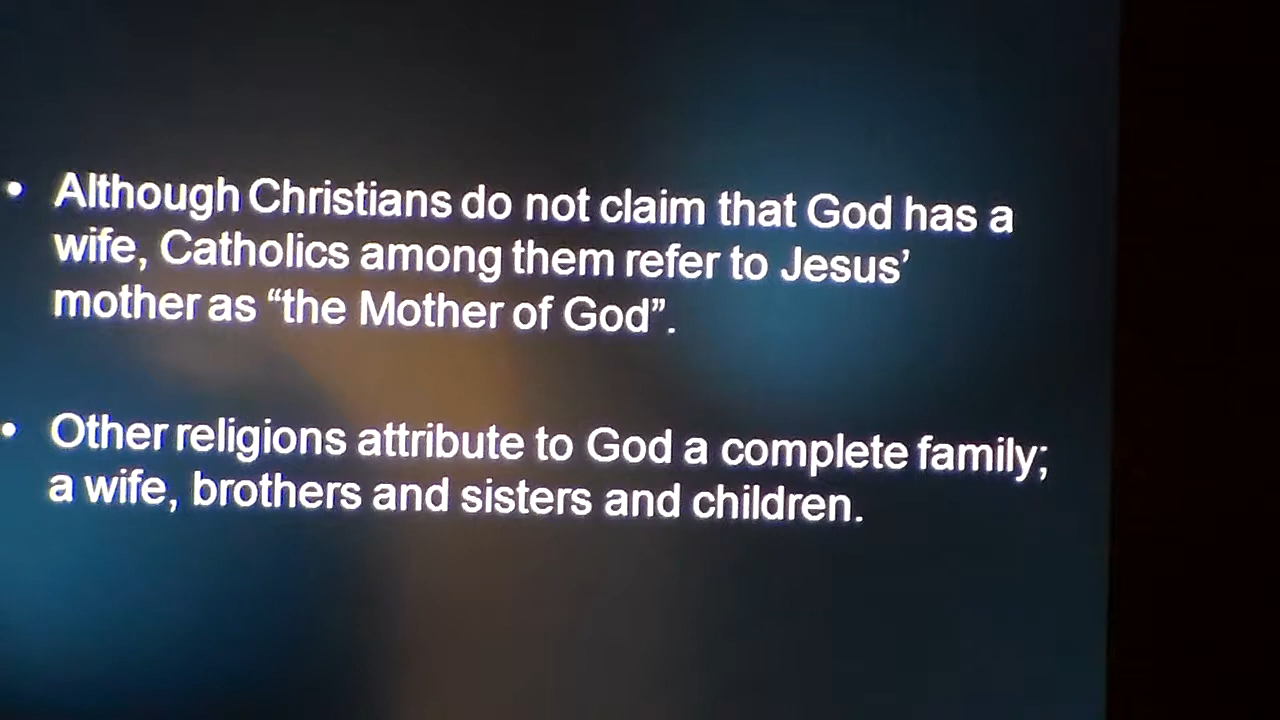 • Although Christians do not claim that God has a
wife, Catholics among them refer to Jesus’
mother as “the Mother of God”.
• Other religions attribute to God a complete family;
a wife, brothers and sisters and children.